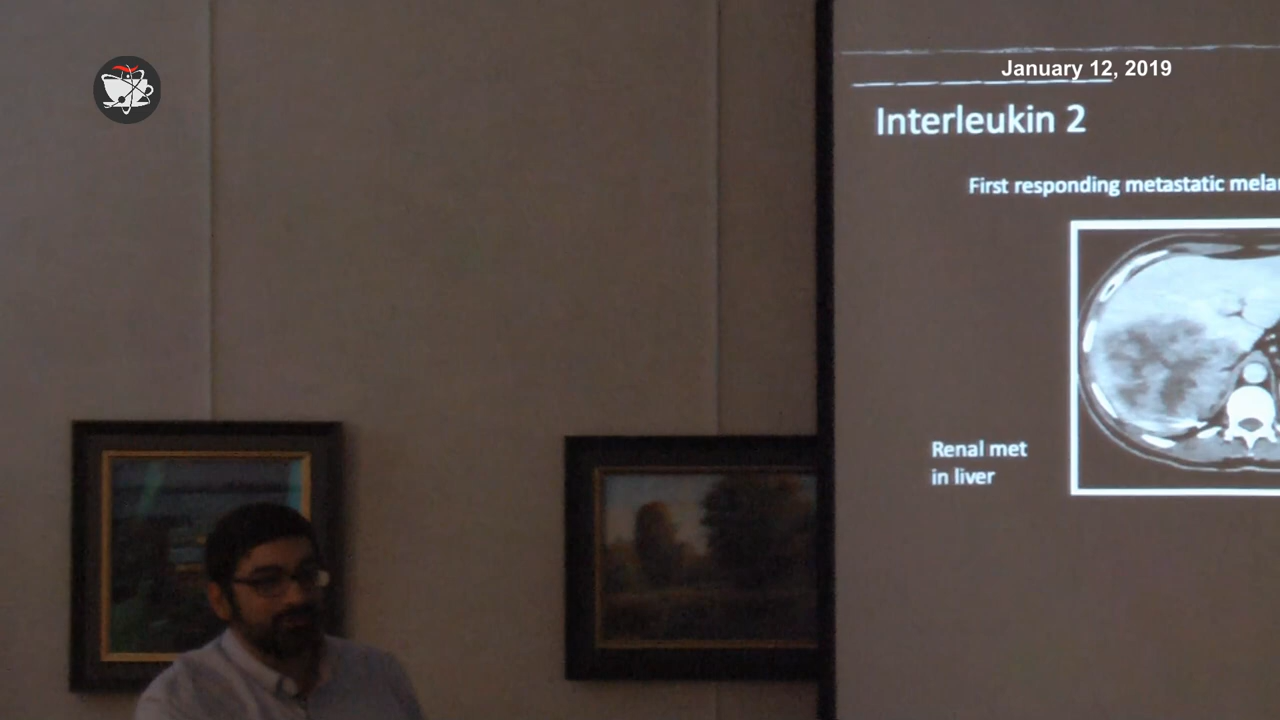 January 12, 2019
Interleukin 2
First responding metastatic
Renal met
in liver